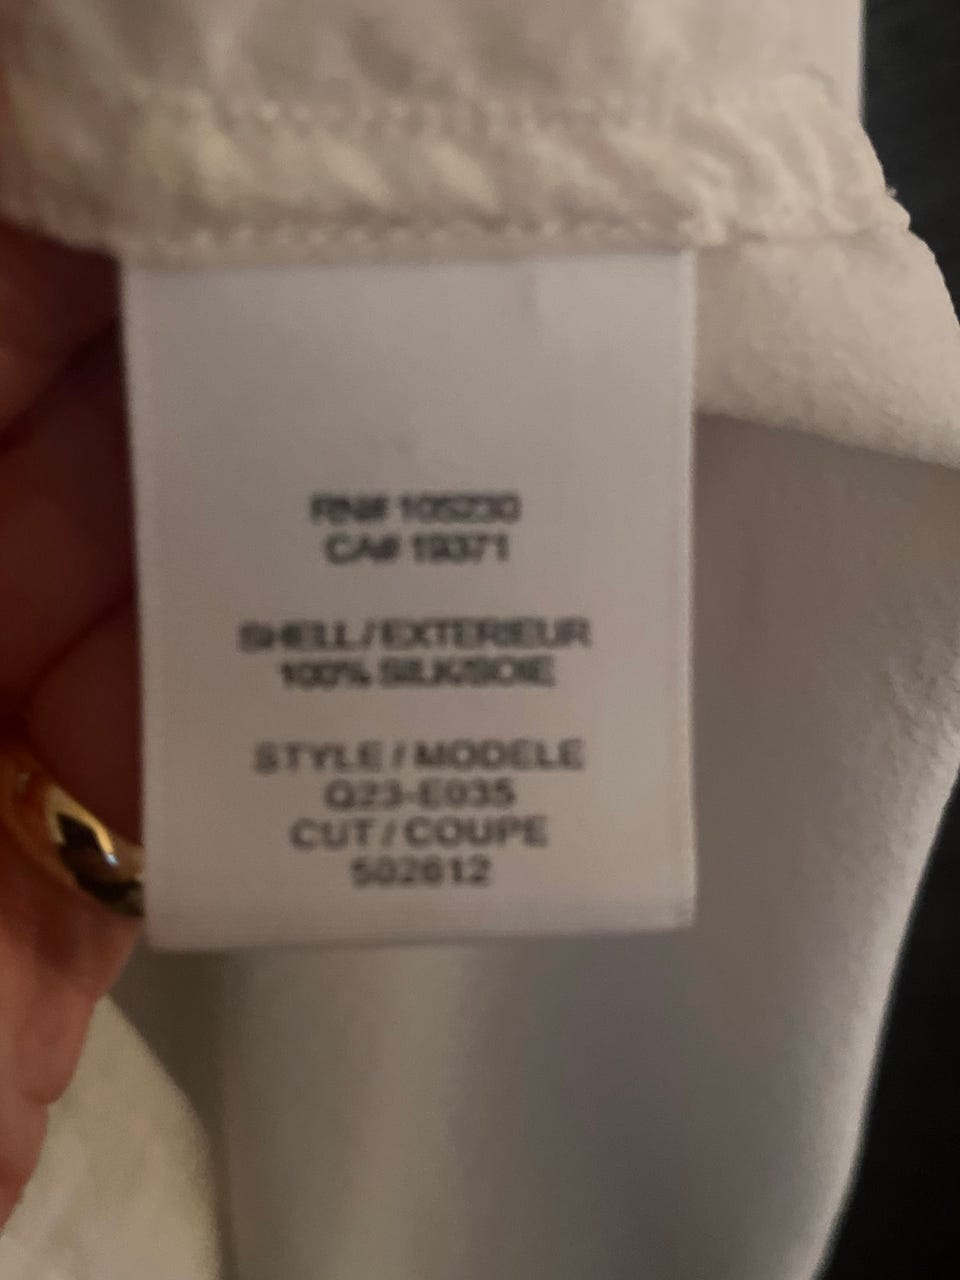 RN# 105230
CA# 19371
SHELL / EXTERIEUR
100% SILK/SOIE
STYLE / MODELE
Q23-E035
CUT / COUPE
502612